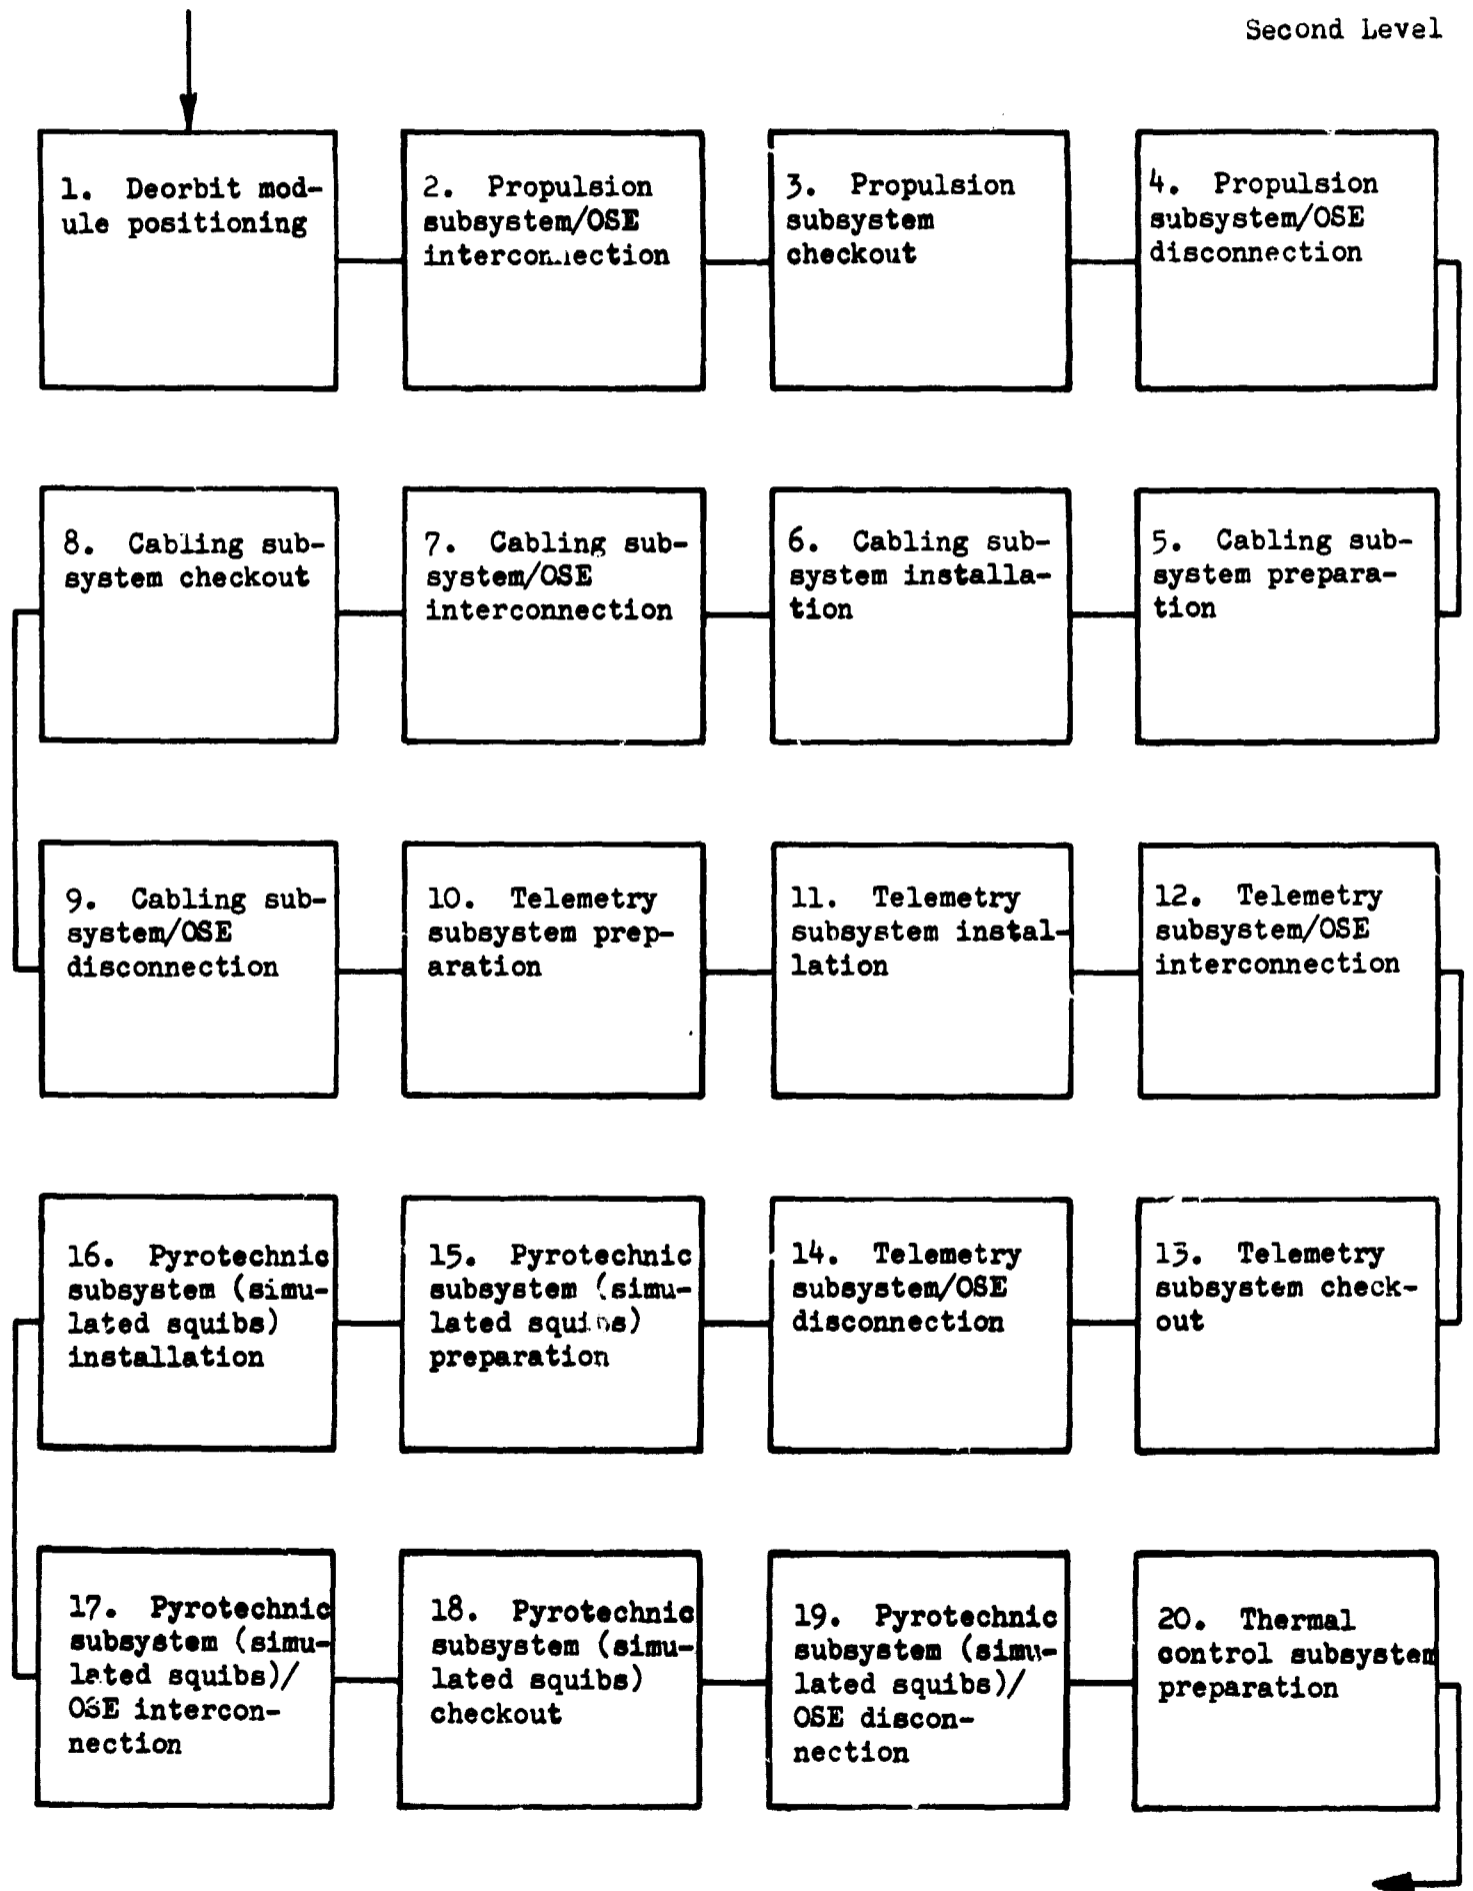 Second Level
1. Deorbit mod-
ule positioning
2. Propulsion
subsystem/OSE
interconnection
3. Propulsion
subsystem
checkout
4. Propulsion
subsystem/OSE
disconnection
8. Cabling sub-
system checkout
7. Cabling sub-
system/OSE
interconnection
6. Cabling sub-
system installa-
tion
5. Cabling sub-
system prepara-
tion
9. Cabling sub-
system/OSE
disconnection
10. Telemetry
subsystem prep-
aration
11. Telemetry
subsystem instal-
lation
12. Telemetry
subsystem/OSE
interconnection
16. Pyrotechnic
subsystem (simu-
lated squibs)
installation
15. Pyrotechnic
subsystem (simu-
lated squibs)
preparation
14. Telemetry
subsystem/OSE
disconnection
13. Telemetry
subsystem check-
out
17. Pyrotechnic
subsystem (simu-
lated squibs)/
OSE intercon-
nection
18. Pyrotechnic
subsystem (simu-
lated squibs)
checkout
19. Pyrotechnic
subsystem (simu-
lated squibs)/
OSE discon-
nection
20. Thermal
control subsystem
preparation